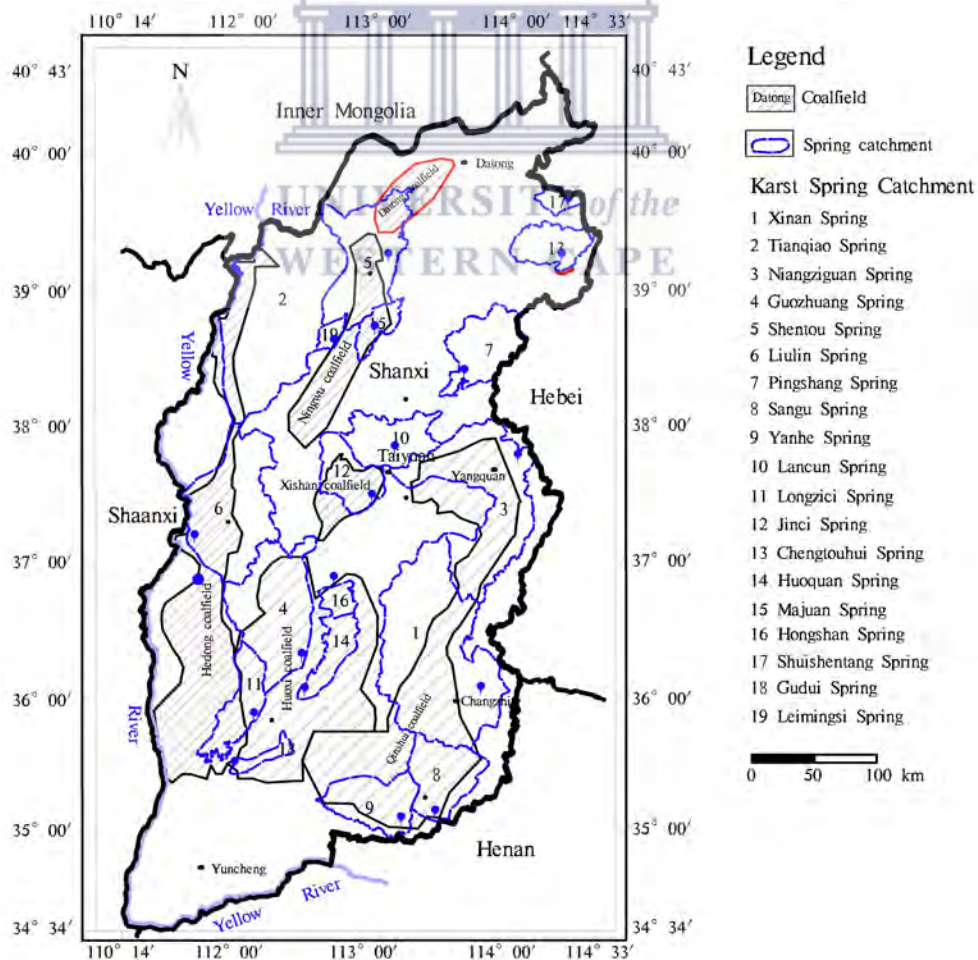 110° 14′ 112° 00′ 113° 00′ 114° 00′ 114° 33′
40° 43′ 40° 43′
N
Inner Mongolia
40° 00′ 40° 00′
Datong
Datong coalfield
17
UNIVERSITY of the
Yellow River
13
WESTERN CAPE
5
39° 00′ 39° 00′
2
Yellow
19 15
7
Shanxi
Ningwu coalfield
Hebei
38° 00′ 38° 00′
10
Taiyuan
12
Yangquan
Xishan coalfield
Shaanxi
6
3
37° 00′ 37° 00′
Hedong coalfield
4
16
1
14
Huoxi coalfield
11
36° 00′ 36° 00′
Changzhi
River
Qinshui coalfield
18
8
9
35° 00′ 35° 00′
Henan
Yuncheng
Yellow River
34° 34′ 34° 34′
110° 14′ 112° 00′ 113° 00′ 114° 00′ 114° 33′
Legend
Datong Coalfield
Spring catchment
Karst Spring Catchment
1 Xinan Spring
2 Tianqiao Spring
3 Niangziguan Spring
4 Guozhuang Spring
5 Shentou Spring
6 Liulin Spring
7 Pingshang Spring
8 Sangu Spring
9 Yanhe Spring
10 Lancun Spring
11 Longzici Spring
12 Jinci Spring
13 Chengtouhui Spring
14 Huoquan Spring
15 Majuan Spring
16 Hongshan Spring
17 Shuishentang Spring
18 Gudui Spring
19 Leimingsi Spring
0 50 100 km